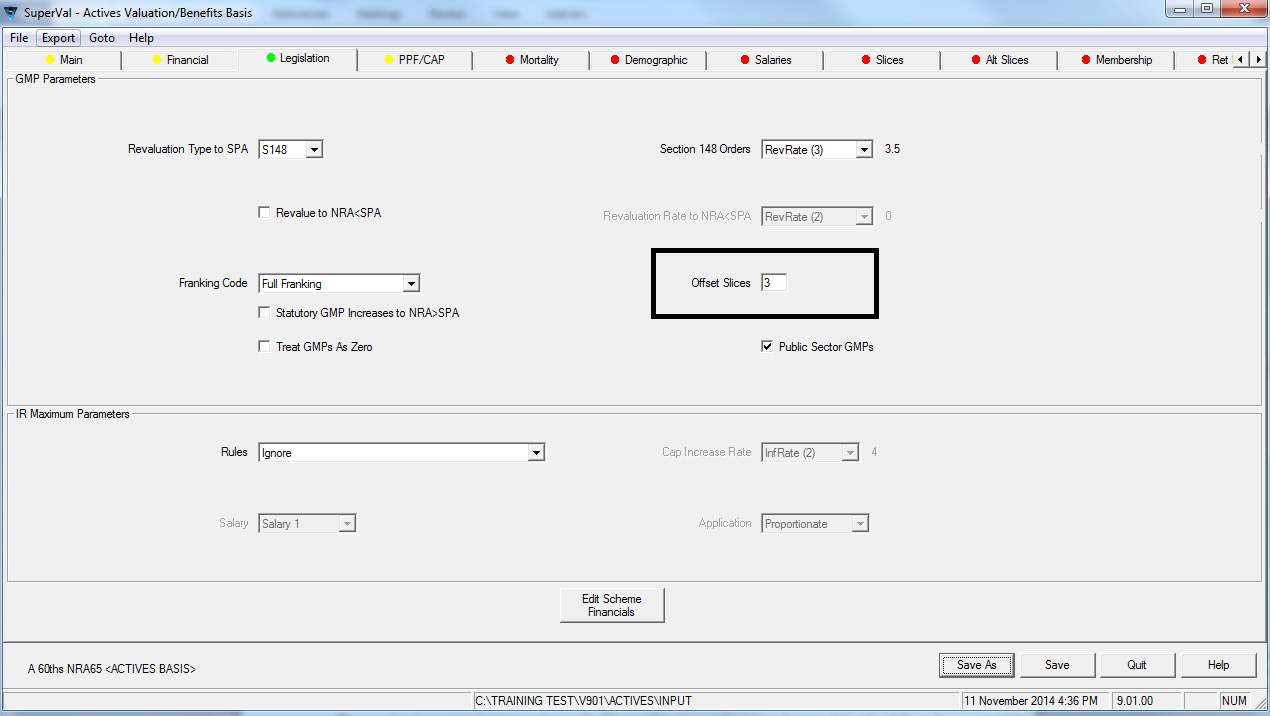 SuperVal - Actives Valuation/Benefits Basis
File Export Goto Help
Main Financial Legislation PPF/CAP Mortality Demographic Salaries Slices Alt Slices Membership Ret
GMP Parameters
Revaluation Type to SPA S148 Section 148 Orders RevRate (3) 3.5
Revalue to NRA<SPA Revaluation Rate to NRA<SPA RevRate (2) 0
Franking Code Full Franking Offset Slices 3
Statutory GMP Increases to NRA>SPA
Treat GMPs As Zero Public Sector GMPs
IR Maximum Parameters
Rules Ignore Cap Increase Rate InfRate (2) 4
Salary Salary 1 Application Proportionate
Edit Scheme
Financials
A 60ths NRA65 <ACTIVES BASIS> Save As Save Quit Help
C:\TRAINING TEST\V901\ACTIVES\INPUT 11 November 2014 4:36 PM 9.01.00 NUM